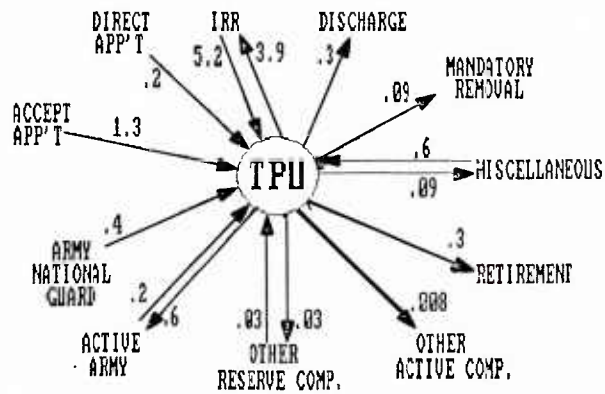 DIRECT
APP'T
IRR
DISCHARGE
5.2
3.9
.3
.2
MANDATORY
REMOVAL
.09
ACCEPT
APP'T
1.3
TPU
.6
MISCELLANEOUS
.09
.4
ARMY
NATIONAL
GUARD
.3
RETIREMENT
.2
.6
.03
.03
.008
ACTIVE
ARMY
OTHER
RESERVE COMP.
OTHER
ACTIVE COMP.